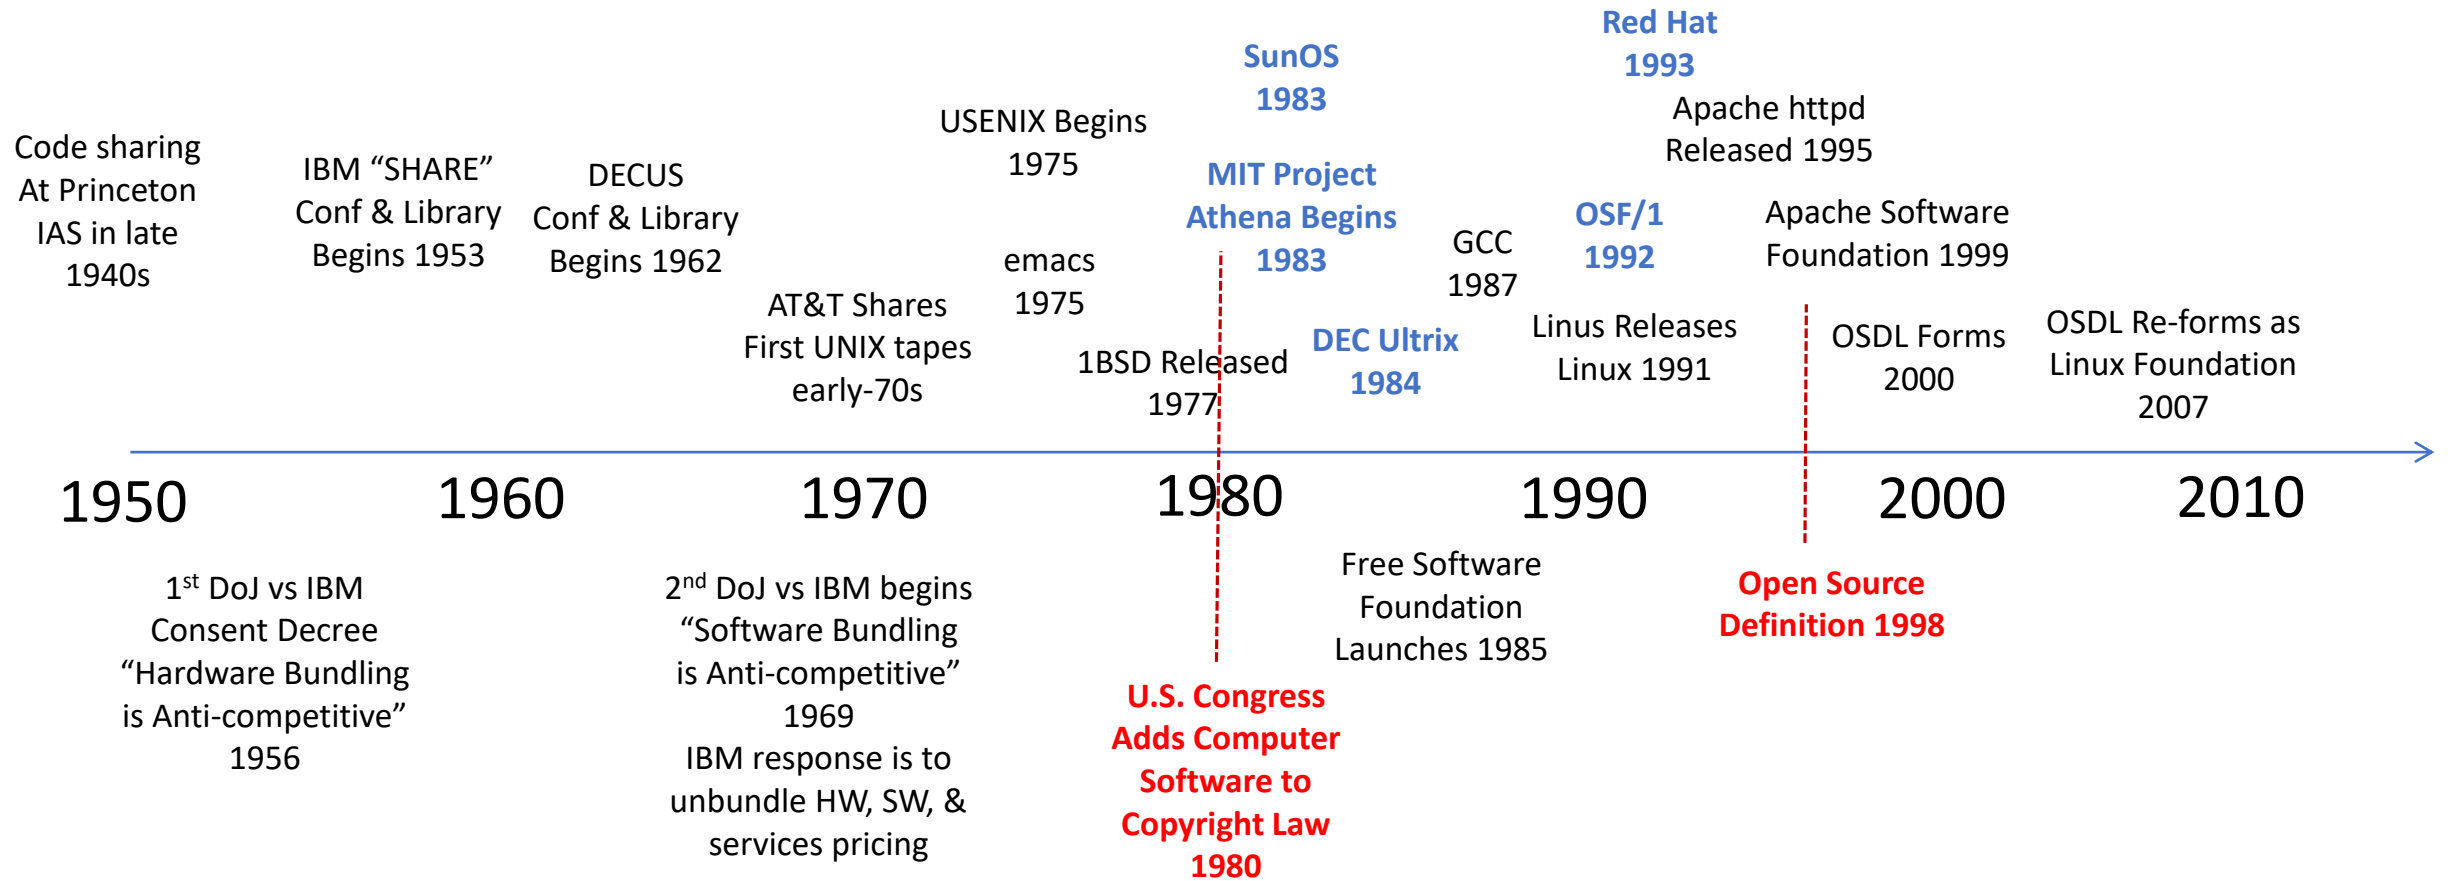 Code sharing
At Princeton
IAS in late
1940s
IBM “SHARE”
Conf & Library
Begins 1953
DECUS
Conf & Library
Begins 1962
AT&T Shares
First UNIX tapes
early-70s
USENIX Begins
1975
emacs
1975
1BSD Released
1977
SunOS
1983
MIT Project
Athena Begins
1983
DEC Ultrix
1984
GCC
1987
Red Hat
1993
OSF/1
1992
Linus Releases
Linux 1991
Apache httpd
Released 1995
Apache Software
Foundation 1999
OSDL Forms
2000
OSDL Re-forms as
Linux Foundation
2007
1950
1960
1970
1980
1990
2000
2010
1st DoJ vs IBM
Consent Decree
“Hardware Bundling
is Anti-competitive”
1956
2nd DoJ vs IBM begins
“Software Bundling
is Anti-competitive”
1969
IBM response is to
unbundle HW, SW, &
services pricing
U.S. Congress
Adds Computer
Software to
Copyright Law
1980
Free Software
Foundation
Launches 1985
Open Source
Definition 1998